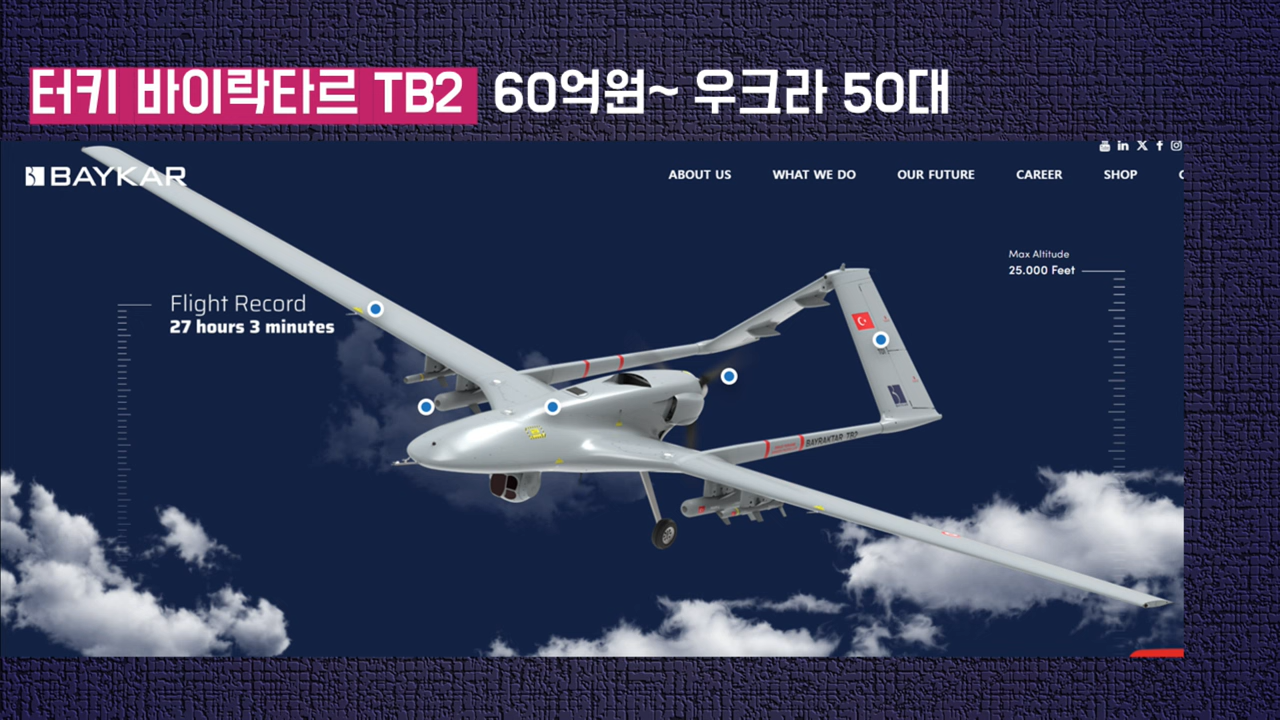 터키 바이락타르 TB2 60억원~ 우크라 50대
BAYKAR
ABOUT US WHAT WE DO OUR FUTURE CAREER SHOP
Max Altitude
25.000 Feet
Flight Record
27 hours 3 minutes
BAYRAKTAR TB2